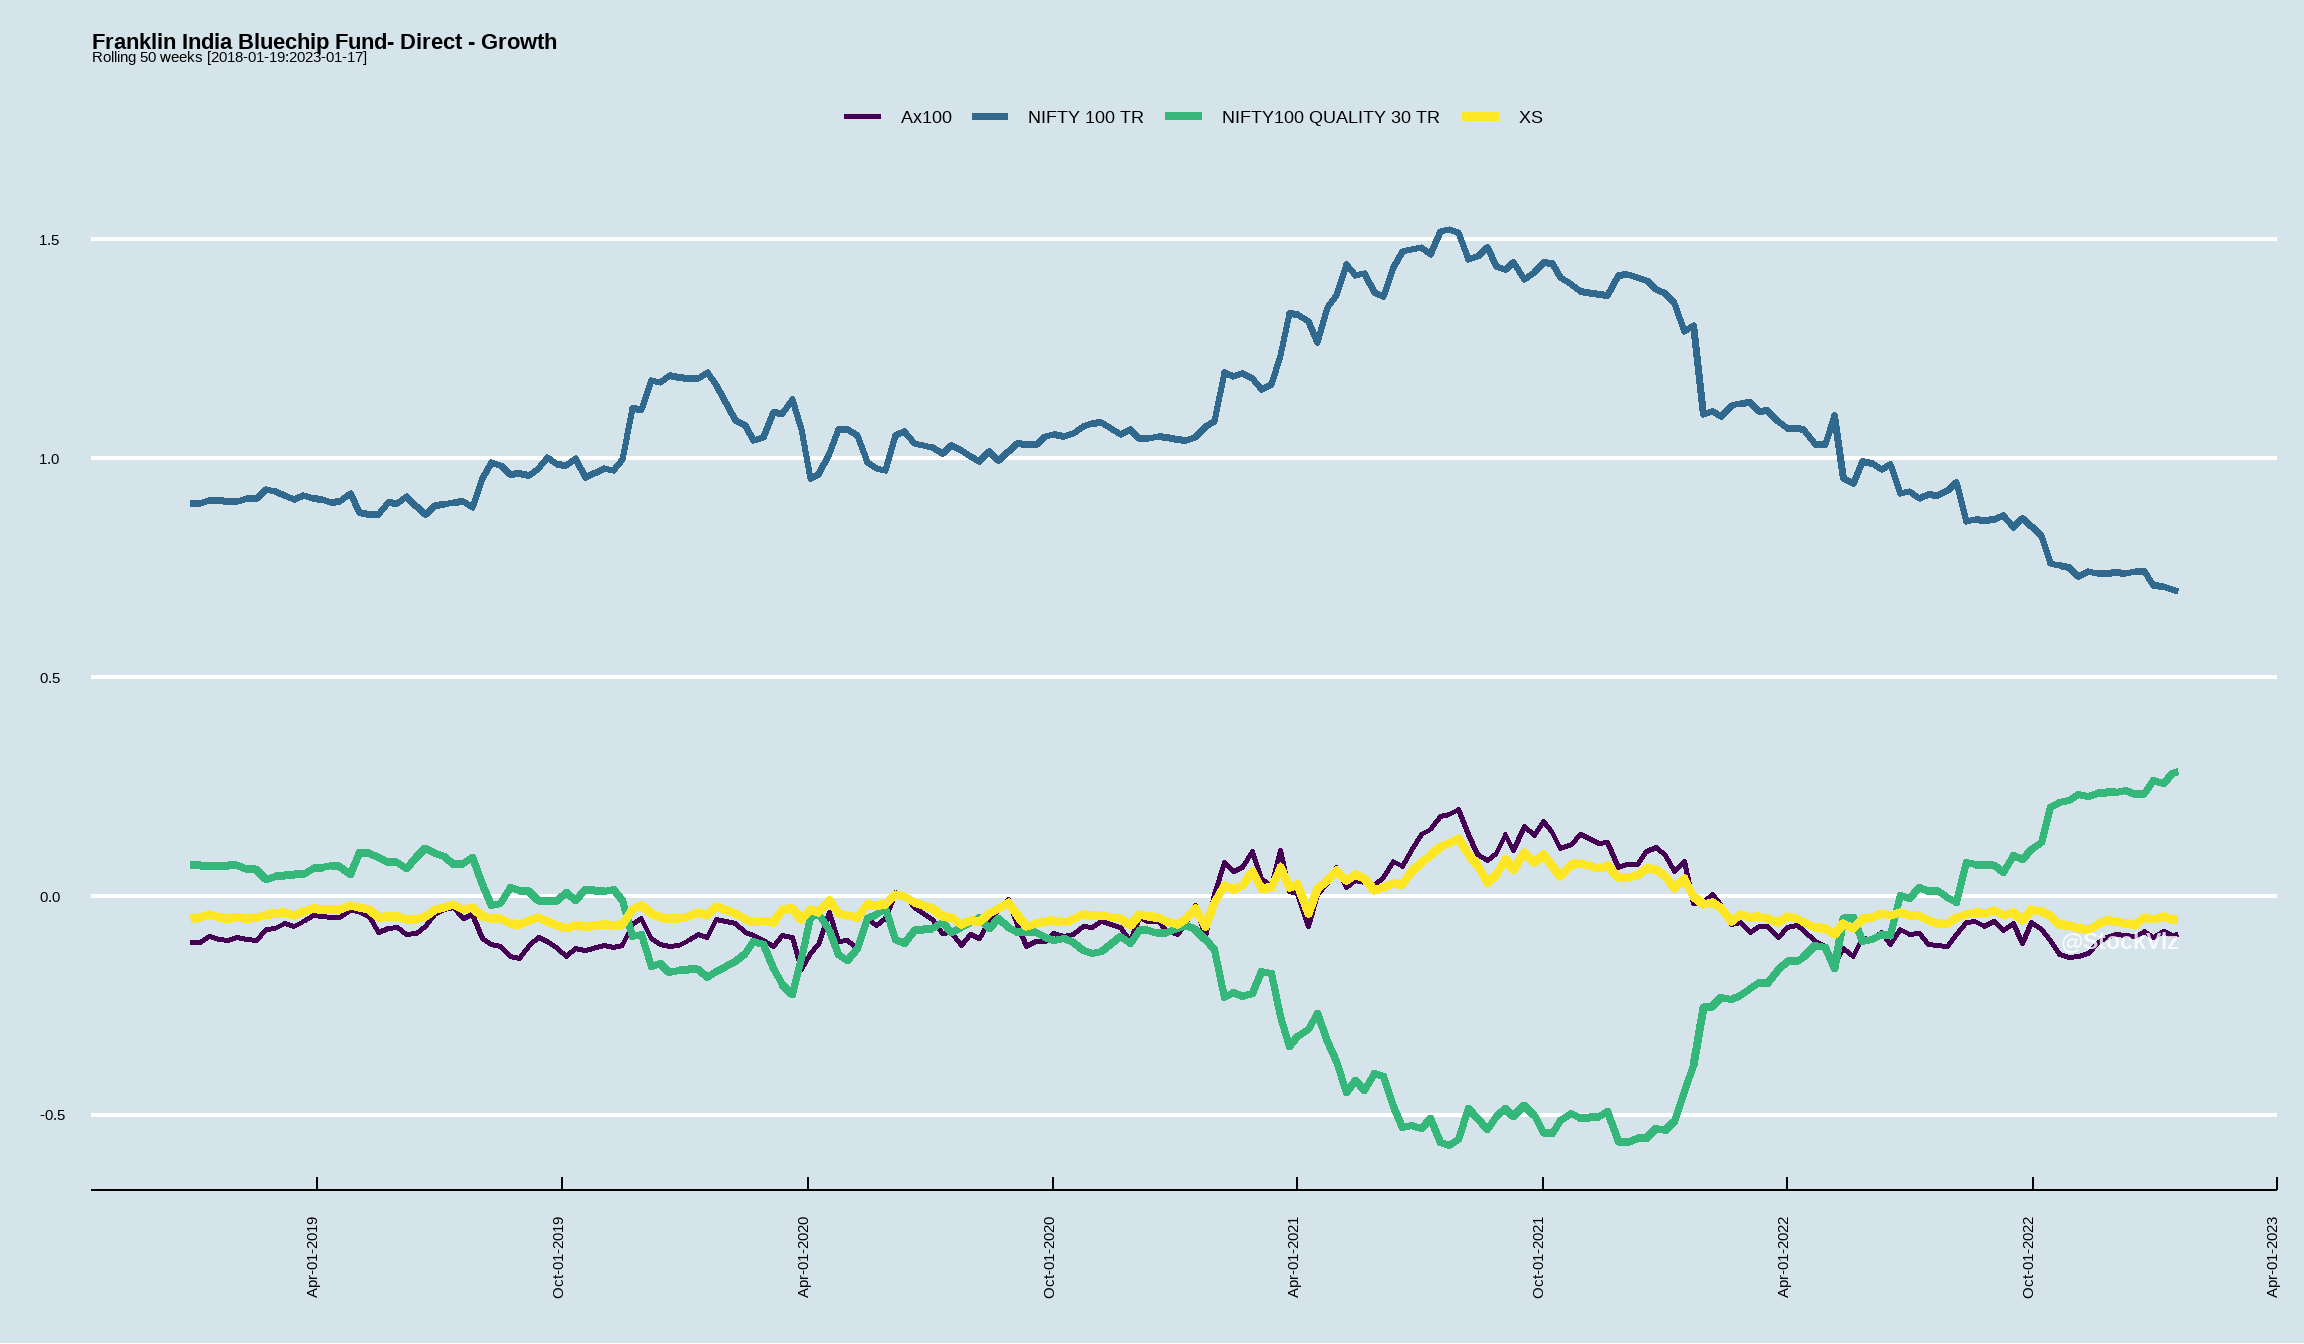 Franklin India Bluechip Fund- Direct - Growth
Rolling 50 weeks [2018-01-19:2023-01-17]
Ax100 NIFTY 100 TR NIFTY100 QUALITY 30 TR XS
1.5
1.0
0.5
0.0
-0.5
@StockViz
Apr-01-2019 Oct-01-2019 Apr-01-2020 Oct-01-2020 Apr-01-2021 Oct-01-2021 Apr-01-2022 Oct-01-2022 Apr-01-2023